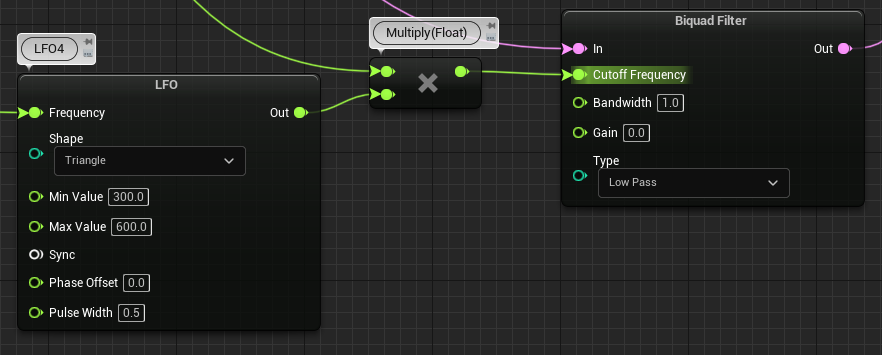 LFO4
Multiply(Float)
Biquad Filter
In
Out
Cutoff Frequency
Bandwidth 1.0
Gain 0.0
Type
Low Pass
LFO
Frequency
Out
Shape
Triangle
Min Value 300.0
Max Value 600.0
Sync
Phase Offset 0.0
Pulse Width 0.5